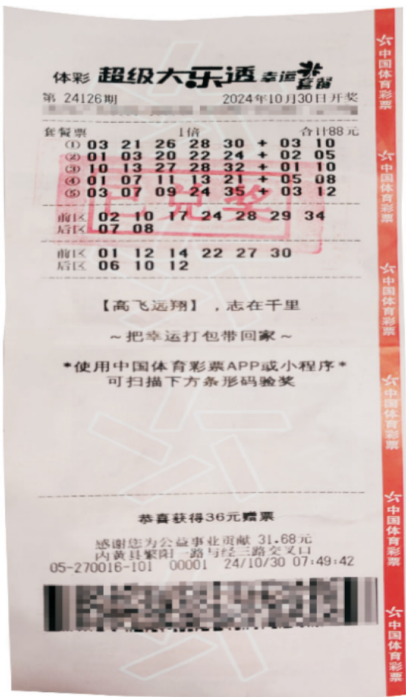 体彩 超级大乐透 幸运 套餐
第 24126期 2024年10月30日开奖
套餐票 1倍 合计88元
① 03 21 26 28 30 + 03 10
② 01 03 20 22 24 + 02 05
③ 10 13 27 28 32 + 01 10
④ 01 07 11 13 21 + 05 08
⑤ 03 07 09 24 35 + 03 12
已兑奖
前区 02 10 17 24 28 29 34
后区 07 08
前区 01 12 14 22 27 30
后区 06 10 12
【高飞远翔】,志在千里
~把幸运打包带回家~
*使用中国体育彩票APP或小程序*
可扫描下方条形码验奖
恭喜获得36元赠票
感谢您为公益事业贡献 31.68元
内黄县繁阳一路与经三路交叉口
05-270016-101 00001 24/10/30 07:49:42
中国体育彩票
中国体育彩票
中国体育彩票
中国体育彩票
中国体育彩票
中国体育彩票